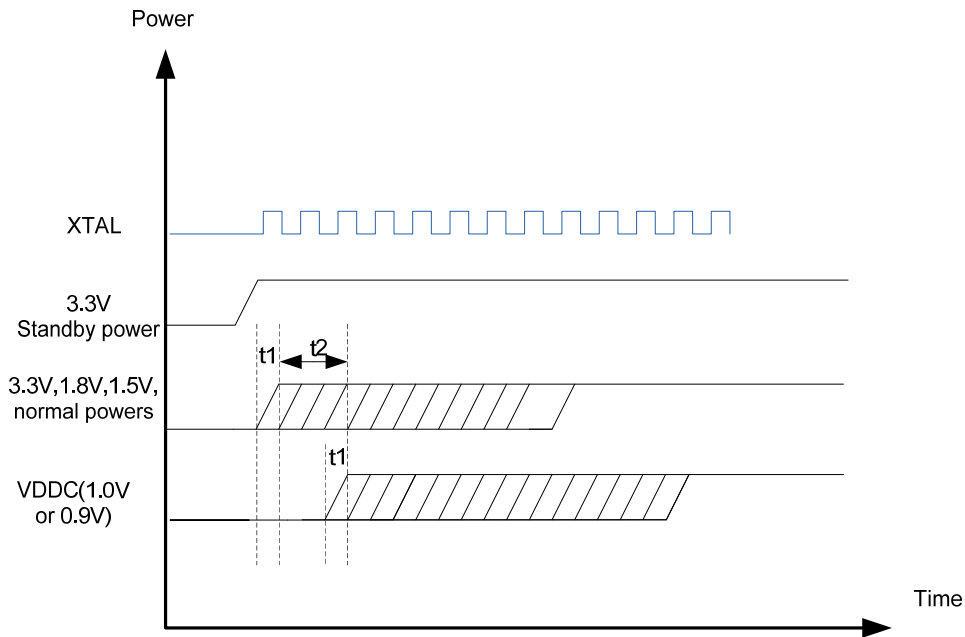 Power
XTAL
3.3V
Standby power
t1
t2
3.3V,1.8V,1.5V,
normal powers
t1
VDDC(1.0V
or 0.9V)
Time